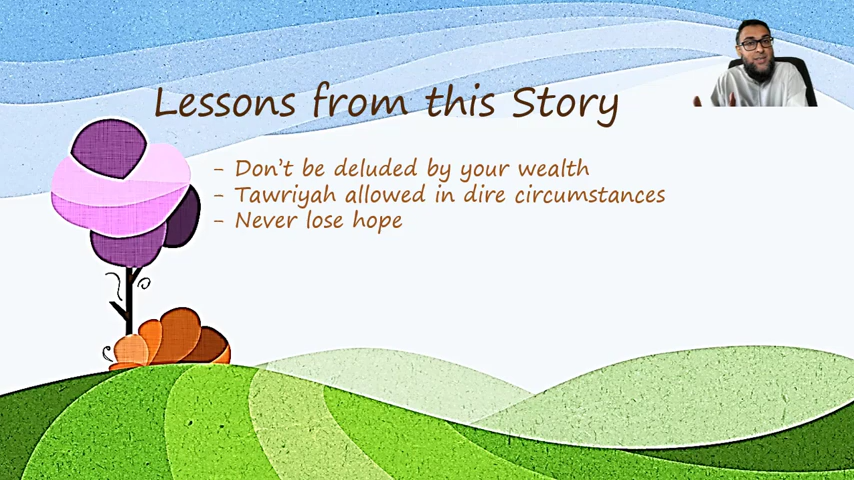 Lessons from this Story
- Don't be deluded by your wealth
- Tawriyah allowed in dire circumstances
- Never lose hope